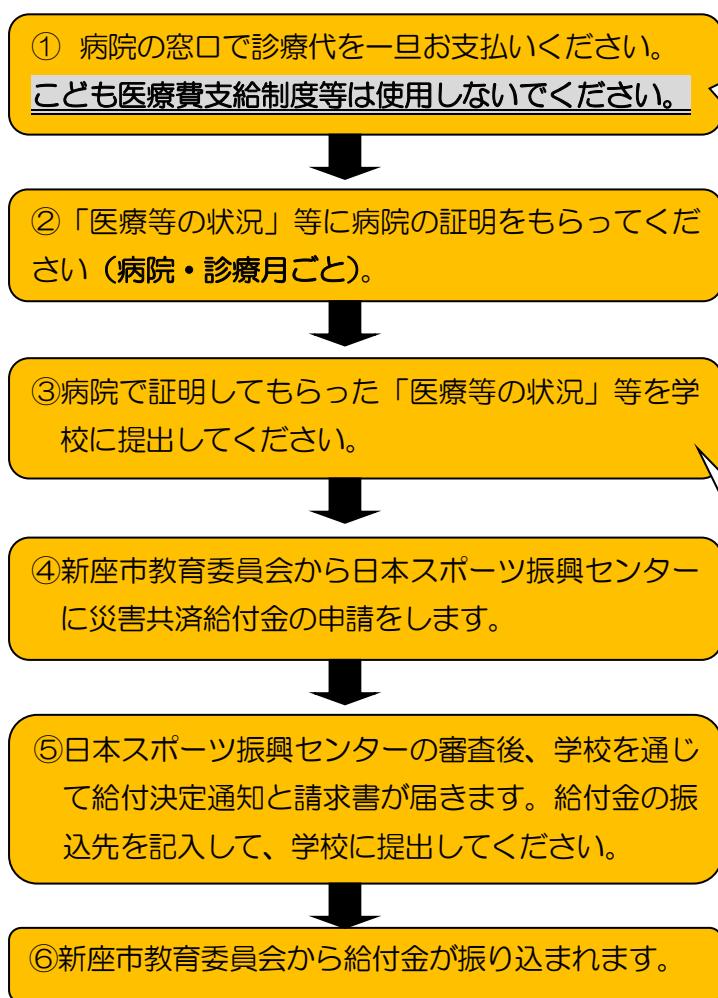 ① 病院の窓口で診療代を一旦お支払いください。
こども医療費支給制度等は使用しないでください。
②「医療等の状況」等に病院の証明をもらってくだ
さい（病院・診療月ごと）。
③病院で証明してもらった「医療等の状況」等を学
校に提出してください。
④新座市教育委員会から日本スポーツ振興センター
に災害共済給付金の申請をします。
⑤日本スポーツ振興センターの審査後、学校を通じ
て給付決定通知と請求書が届きます。給付金の振
込先を記入して、学校に提出してください。
⑥新座市教育委員会から給付金が振り込まれます。